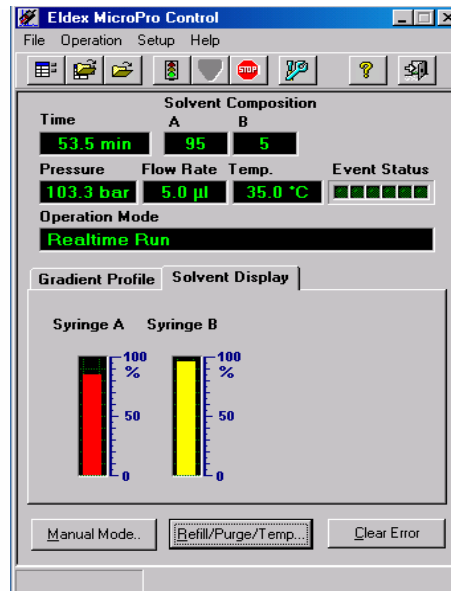 Eldex MicroPro Control
File Operation Setup Help
STOP
Solvent Composition
Time A B
53.5 min 95 5
Pressure Flow Rate Temp. Event Status
103.3 bar 5.0 µl 35.0 °C
Operation Mode
Realtime Run
Gradient Profile Solvent Display
Syringe A Syringe B
100 100
% %
50 50
0 0
Manual Mode.. Refill/Purge/Temp... Clear Error